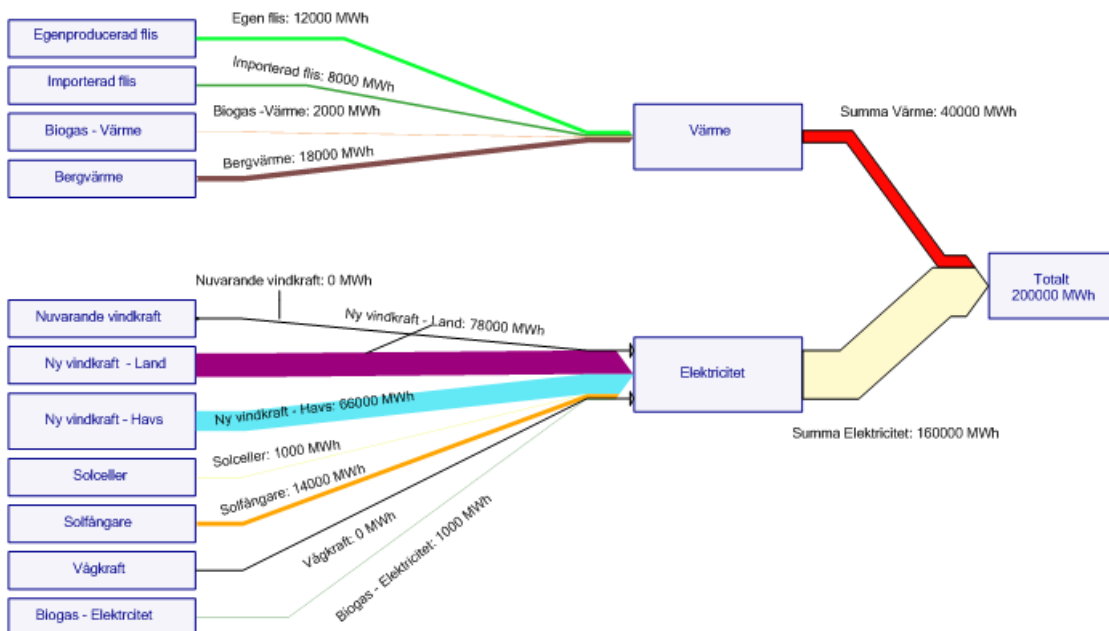 Egen flis: 12000 MWh
Egenproducerad flis
Importerad flis: 8000 MWh
Importerad flis
Biogas -Värme: 2000 MWh
Biogas - Värme
Bergvärme: 18000 MWh
Bergvärme
Värme
Summa Värme: 40000 MWh
Totalt
200000 MWh
Nuvarande vindkraft: 0 MWh
Nuvarande vindkraft
Ny vindkraft - Land: 78000 MWh
Ny vindkraft - Land
Ny vindkraft - Havs: 66000 MWh
Ny vindkraft - Havs
Elektricitet
Summa Elektricitet: 160000 MWh
Solceller: 1000 MWh
Solceller
Solfångare: 14000 MWh
Solfångare
Vågkraft: 0 MWh
Vågkraft
Biogas - Elektricitet: 1000 MWh
Biogas - Elektrcitet